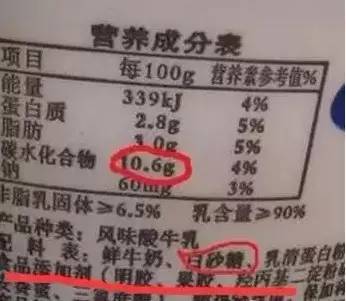 营养成分表
项目 每100g 营养素参考值%
能量 339kJ 4%
蛋白质 2.8g 5%
脂肪 3.0g 5%
碳水化合物 10.6g 4%
钠 60mg 3%
非脂乳固体≥6.5% 乳含量≥90%
产品种类：风味酸牛乳
配料表：鲜牛奶、白砂糖、乳清蛋白
食品添加剂（明胶、果胶、羟丙基二淀粉